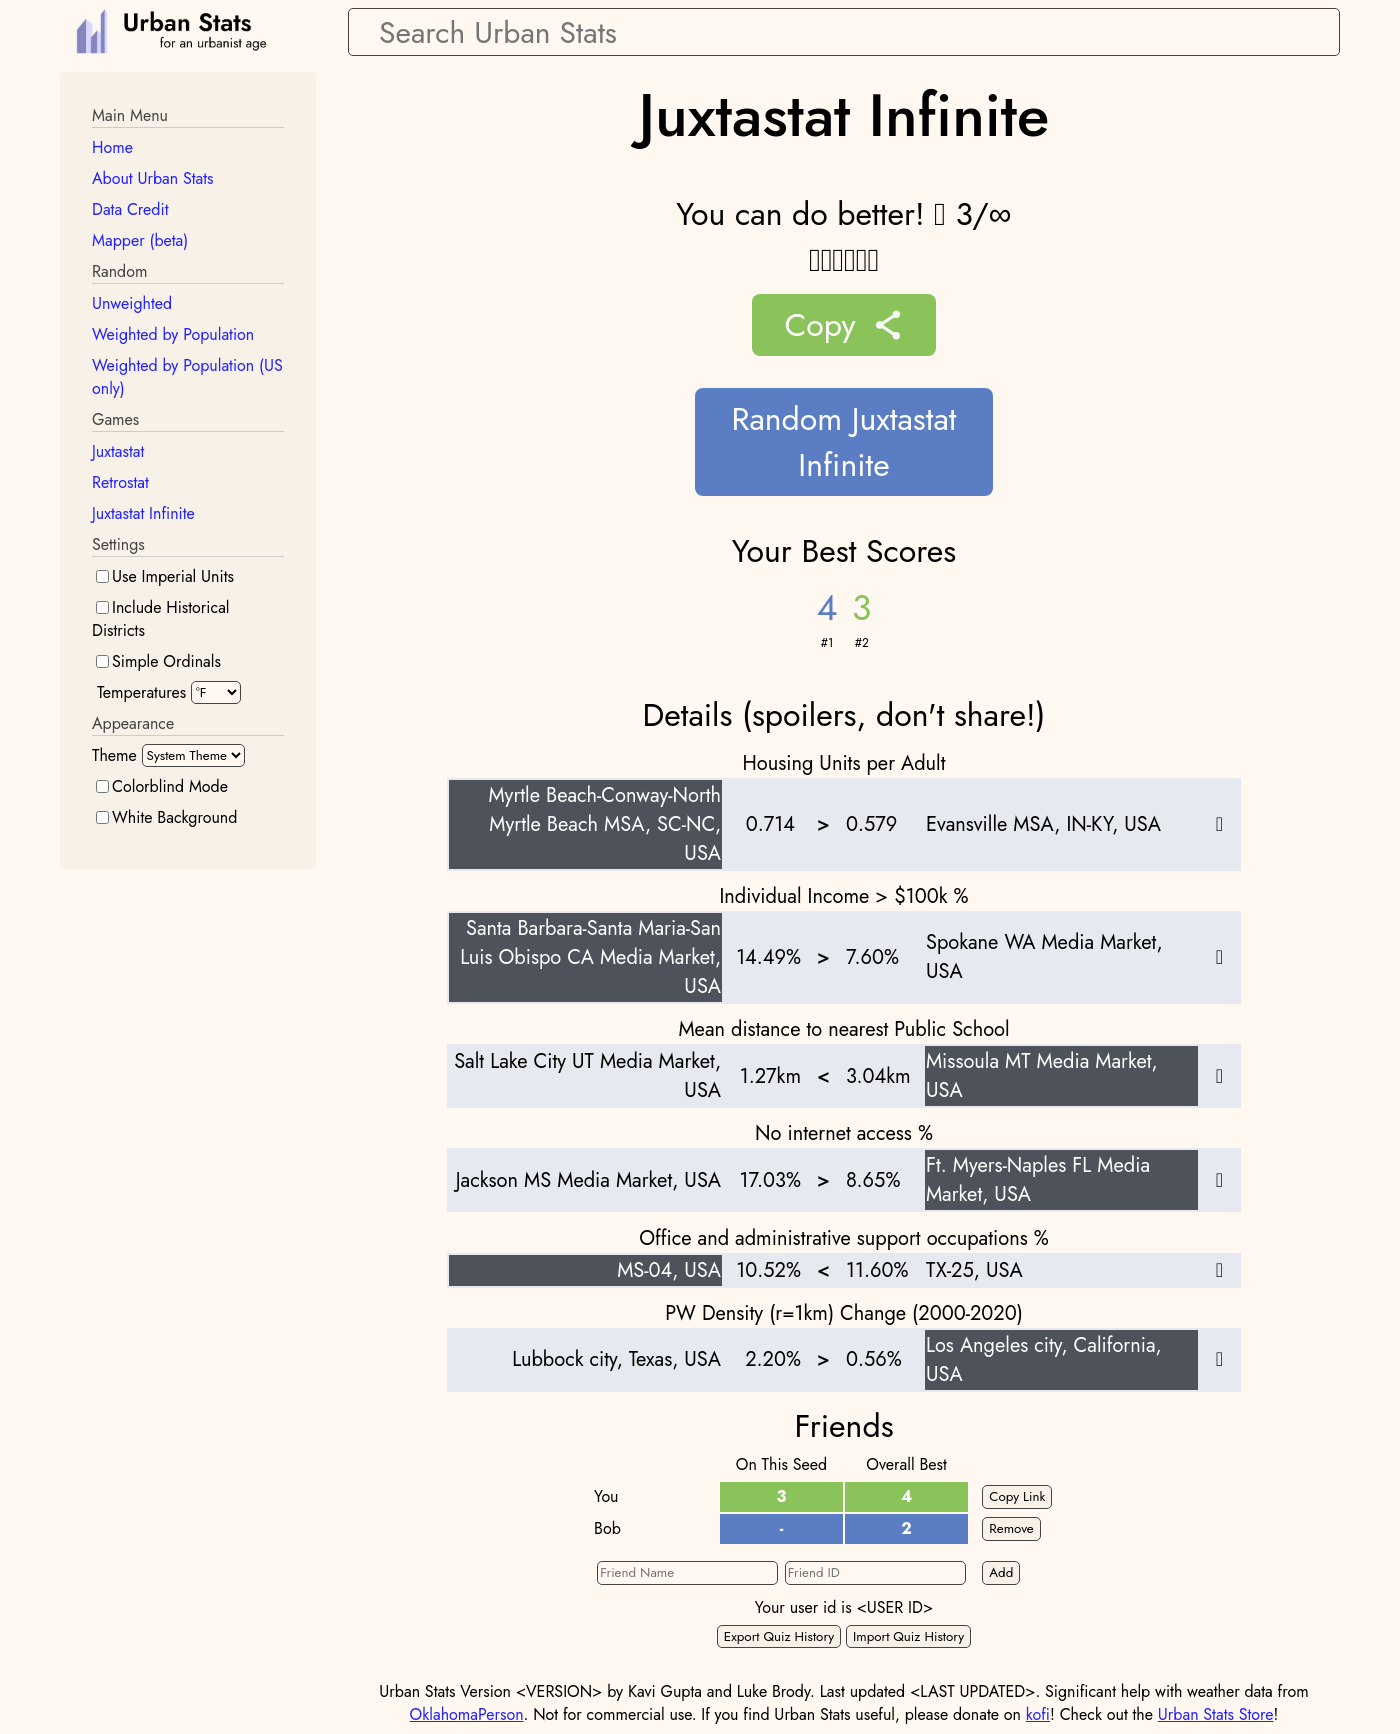 Urban Stats
for an urbanist age
Search Urban Stats
Main Menu
Home
About Urban Stats
Data Credit
Mapper (beta)
Random
Unweighted
Weighted by Population
Weighted by Population (US
only)
Games
Juxtastat
Retrostat
Juxtastat Infinite
Settings
Use Imperial Units
Include Historical
Districts
Simple Ordinals
Temperatures °F
Appearance
Theme System Theme
Colorblind Mode
White Background
Juxtastat Infinite
You can do better! 3/∞
Copy
Random Juxtastat
Infinite
Your Best Scores
4 3
#1 #2
Details (spoilers, don't share!)
Housing Units per Adult
Myrtle Beach-Conway-North
Myrtle Beach MSA, SC-NC,
USA
0.714 > 0.579
Evansville MSA, IN-KY, USA
Individual Income > $100k %
Santa Barbara-Santa Maria-San
Luis Obispo CA Media Market,
USA
14.49% > 7.60%
Spokane WA Media Market,
USA
Mean distance to nearest Public School
Salt Lake City UT Media Market,
USA
1.27km < 3.04km
Missoula MT Media Market,
USA
No internet access %
Jackson MS Media Market, USA
17.03% > 8.65%
Ft. Myers-Naples FL Media
Market, USA
Office and administrative support occupations %
MS-04, USA 10.52% < 11.60% TX-25, USA
PW Density (r=1km) Change (2000-2020)
Lubbock city, Texas, USA
2.20% > 0.56%
Los Angeles city, California,
USA
Friends
On This Seed Overall Best
You 3 4 Copy Link
Bob - 2 Remove
Friend Name Friend ID Add
Your user id is <USER ID>
Export Quiz History Import Quiz History
Urban Stats Version <VERSION> by Kavi Gupta and Luke Brody. Last updated <LAST UPDATED>. Significant help with weather data from
OklahomaPerson. Not for commercial use. If you find Urban Stats useful, please donate on kofi! Check out the Urban Stats Store!